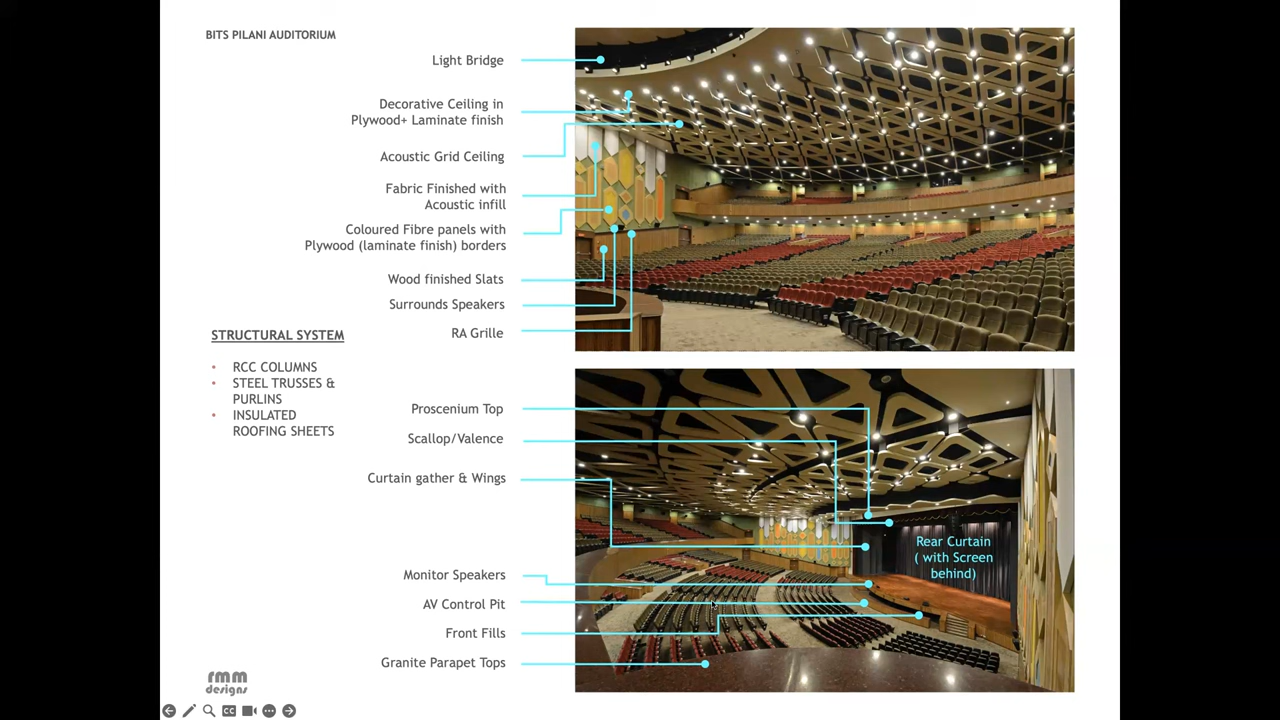 BITS PILANI AUDITORIUM
Light Bridge
Decorative Ceiling in
Plywood+ Laminate finish
Acoustic Grid Ceiling
Fabric Finished with
Acoustic infill
Coloured Fibre panels with
Plywood (laminate finish) borders
Wood finished Slats
Surrounds Speakers
RA Grille
STRUCTURAL SYSTEM
• RCC COLUMNS
• STEEL TRUSSES &
PURLINS
• INSULATED
ROOFING SHEETS
Proscenium Top
Scallop/Valence
Curtain gather & Wings
Rear Curtain
( with Screen
behind)
Monitor Speakers
AV Control Pit
Front Fills
Granite Parapet Tops
rmm
designs
CC